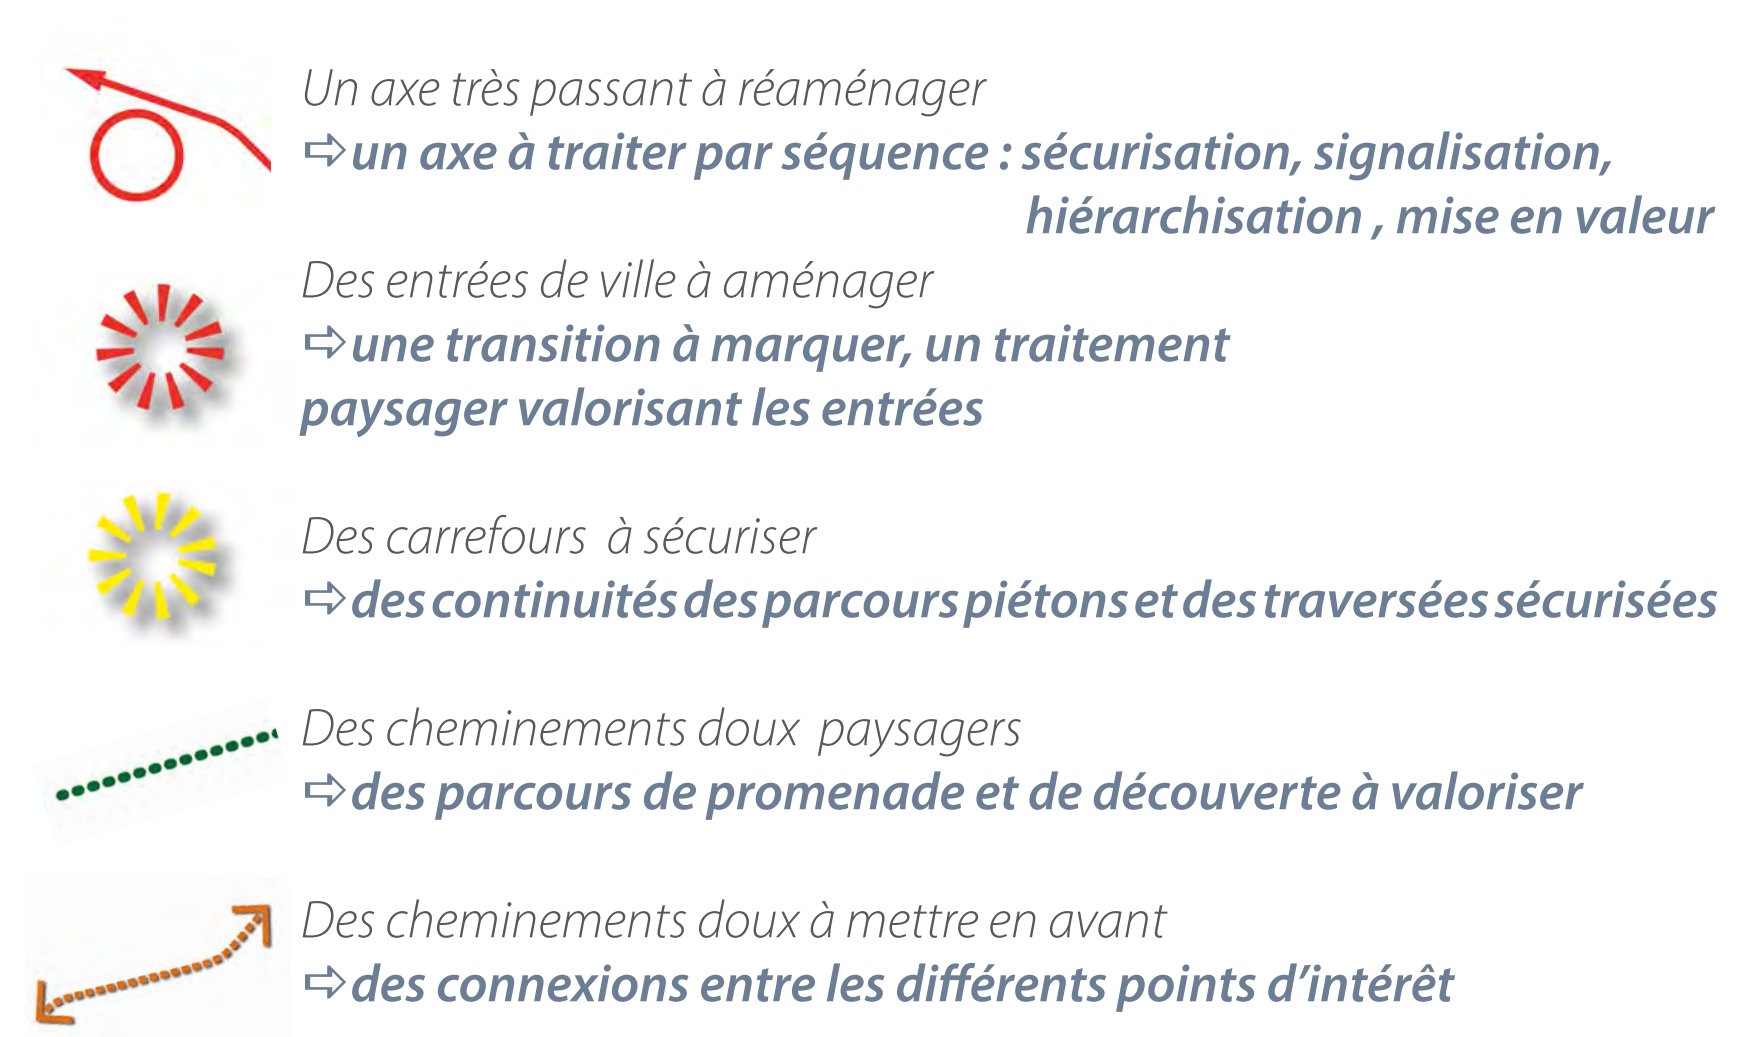 Un axe très passant à réaménager
⇨un axe à traiter par séquence : sécurisation, signalisation,
hiérarchisation , mise en valeur
Des entrées de ville à aménager
⇨une transition à marquer, un traitement
paysager valorisant les entrées
Des carrefours à sécuriser
⇨des continuités des parcours piétons et des traversées sécurisées
Des cheminements doux paysagers
⇨des parcours de promenade et de découverte à valoriser
Des cheminements doux à mettre en avant
⇨des connexions entre les différents points d’intérêt